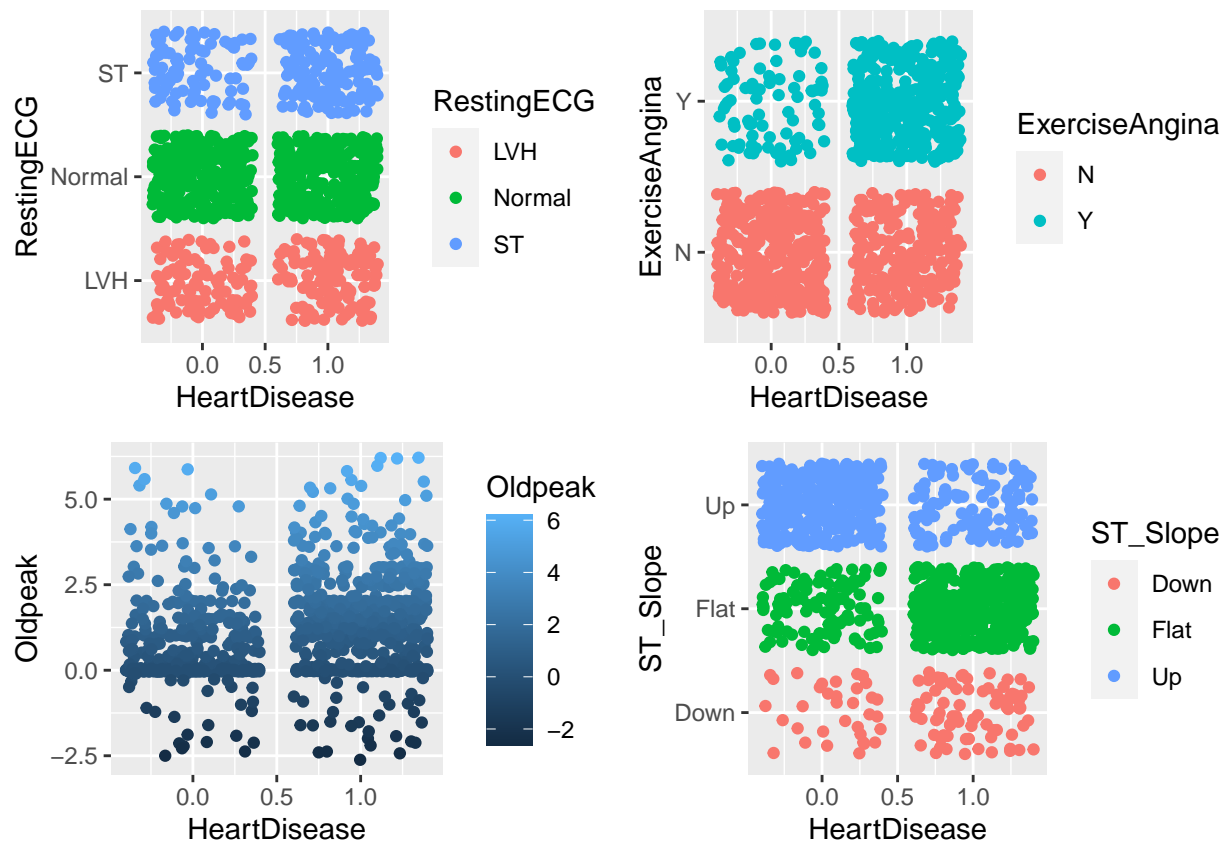 ST
Normal
LVH
RestingECG
0.0 0.5 1.0
HeartDisease
RestingECG
LVH
Normal
ST
Y
N
ExerciseAngina
0.0 0.5 1.0
HeartDisease
ExerciseAngina
N
Y
5.0
2.5
0.0
−2.5
Oldpeak
0.0 0.5 1.0
HeartDisease
Oldpeak
6
4
2
0
−2
Up
Flat
Down
ST_Slope
0.0 0.5 1.0
HeartDisease
ST_Slope
Down
Flat
Up